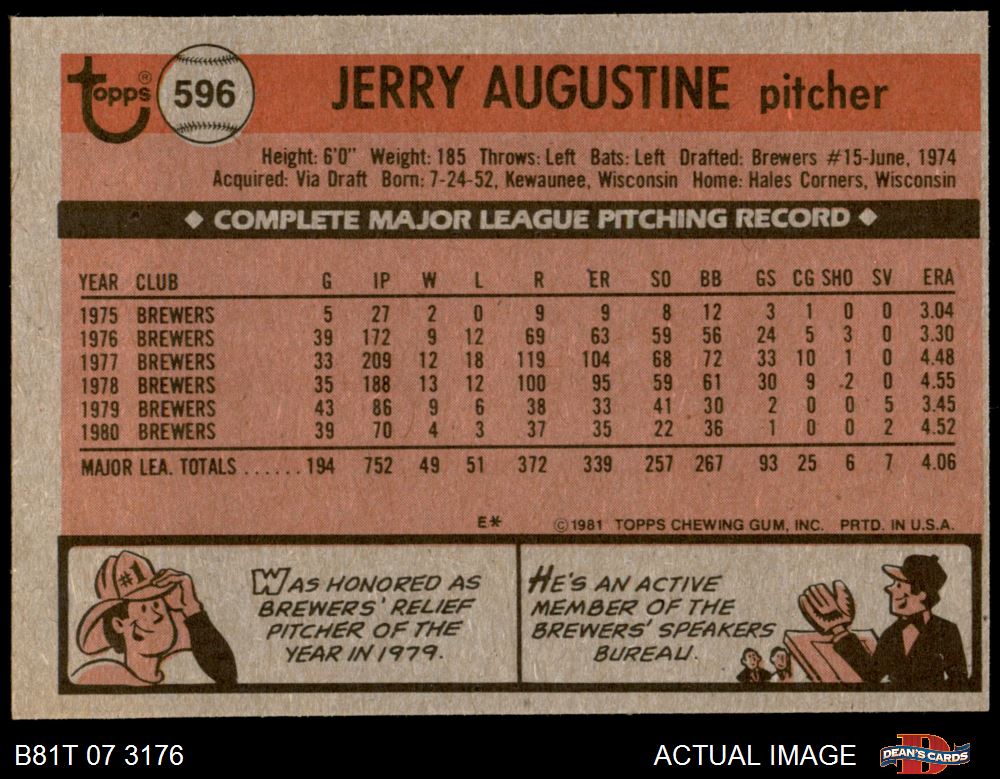 Topps® 596 JERRY AUGUSTINE pitcher
Height: 6'0" Weight: 185 Throws: Left Bats: Left Drafted: Brewers #15-June, 1974
Acquired: Via Draft Born: 7-24-52, Kewaunee, Wisconsin Home: Hales Corners, Wisconsin
◆ COMPLETE MAJOR LEAGUE PITCHING RECORD ◆
YEAR CLUB G IP W L R ER SO BB GS CG SHO SV ERA
1975 BREWERS 5 27 2 0 9 9 8 12 3 1 0 0 3.04
1976 BREWERS 39 172 9 12 69 63 59 56 24 5 3 0 3.30
1977 BREWERS 33 209 12 18 119 104 68 72 33 10 1 0 4.48
1978 BREWERS 35 188 13 12 100 95 59 61 30 9 2 0 4.55
1979 BREWERS 43 86 9 6 38 33 41 30 2 0 0 5 3.45
1980 BREWERS 39 70 4 3 37 35 22 36 1 0 0 2 4.52
MAJOR LEA. TOTALS ...... 194 752 49 51 372 339 257 267 93 25 6 7 4.06
E* ©1981 TOPPS CHEWING GUM, INC. PRTD. IN U.S.A.
#1
WAS HONORED AS
BREWERS' RELIEF
PITCHER OF THE
YEAR IN 1979.
HE'S AN ACTIVE
MEMBER OF THE
BREWERS' SPEAKERS
BUREAU.
B81T 07 3176 ACTUAL IMAGE DEAN'S CARDS